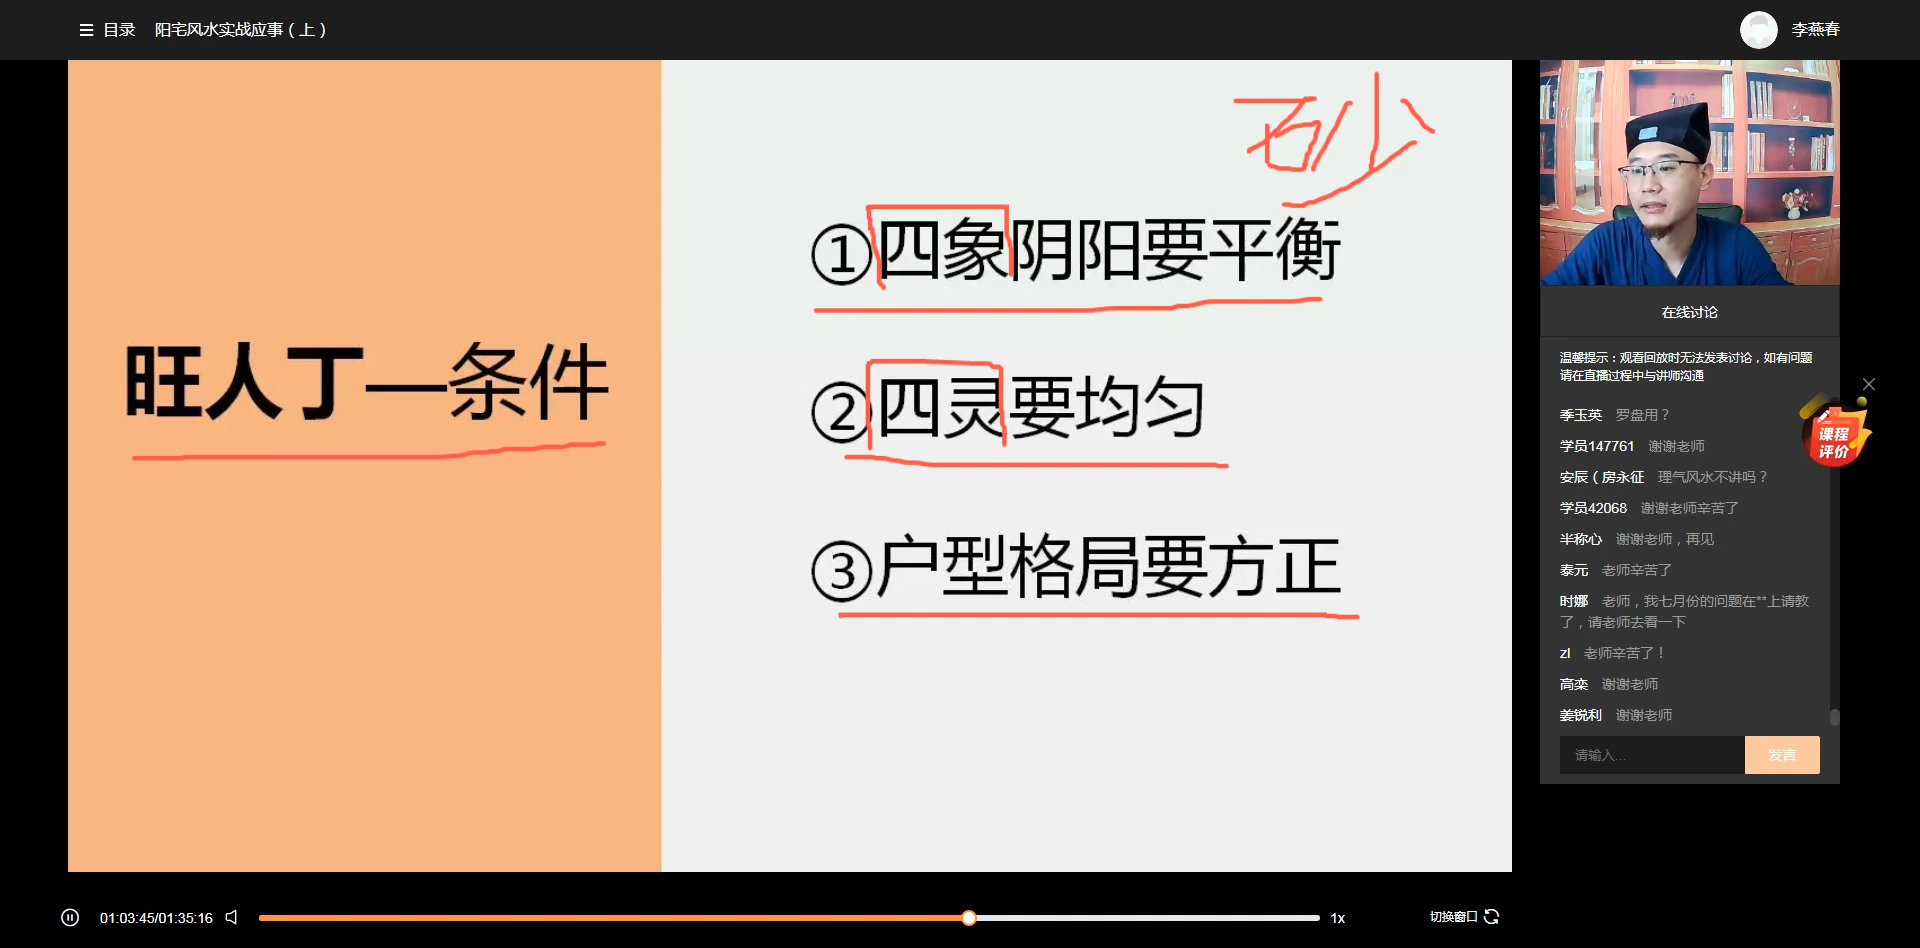 目录 阳宅风水实战应事（上）
李燕春
砂
旺人丁—条件
①四象阴阳要平衡
②四灵要均匀
③户型格局要方正
在线讨论
温馨提示：观看回放时无法发表讨论，如有问题
请在直播过程中与讲师沟通
课程
评价
季玉英 罗盘用？
学员147761 谢谢老师
安辰（房永征 理气风水不讲吗？
学员42068 谢谢老师辛苦了
半称心 谢谢老师，再见
泰元 老师辛苦了
时娜 老师，我七月份的问题在**上请教
了，请老师去看一下
zl 老师辛苦了！
高栾 谢谢老师
姜锐利 谢谢老师
请输入... 发言
01:03:45/01:35:16 1x 切换窗口